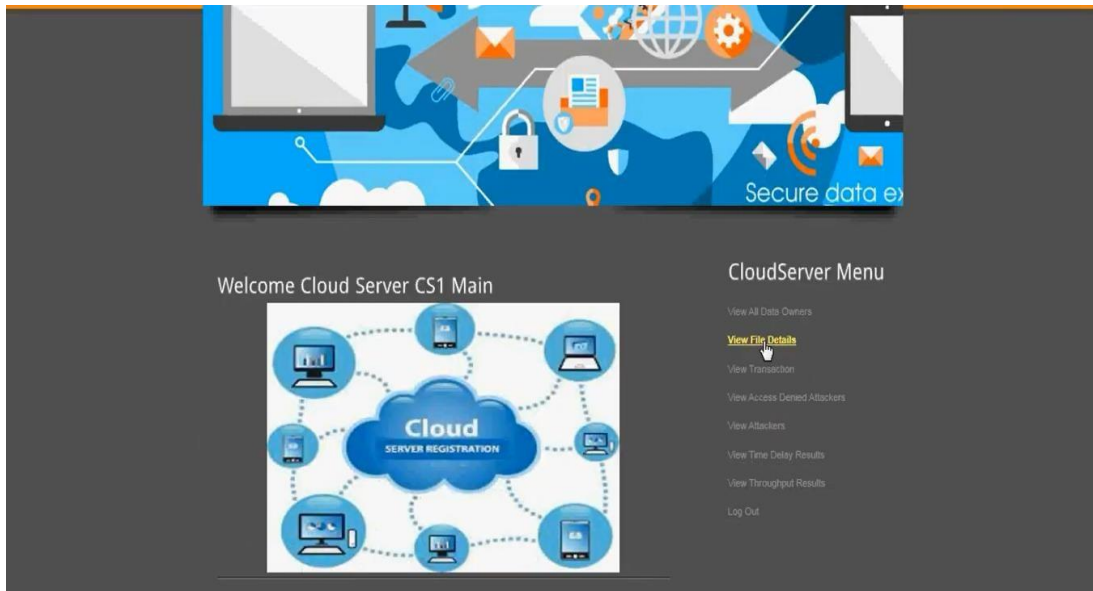 Secure data ex
Welcome Cloud Server CS1 Main
Cloud
SERVER REGISTRATION
CloudServer Menu
View All Data Owners
View File Details
View Transaction
View Access Denied Attackers
View Attackers
View Time Delay Results
View Throughput Results
Log Out